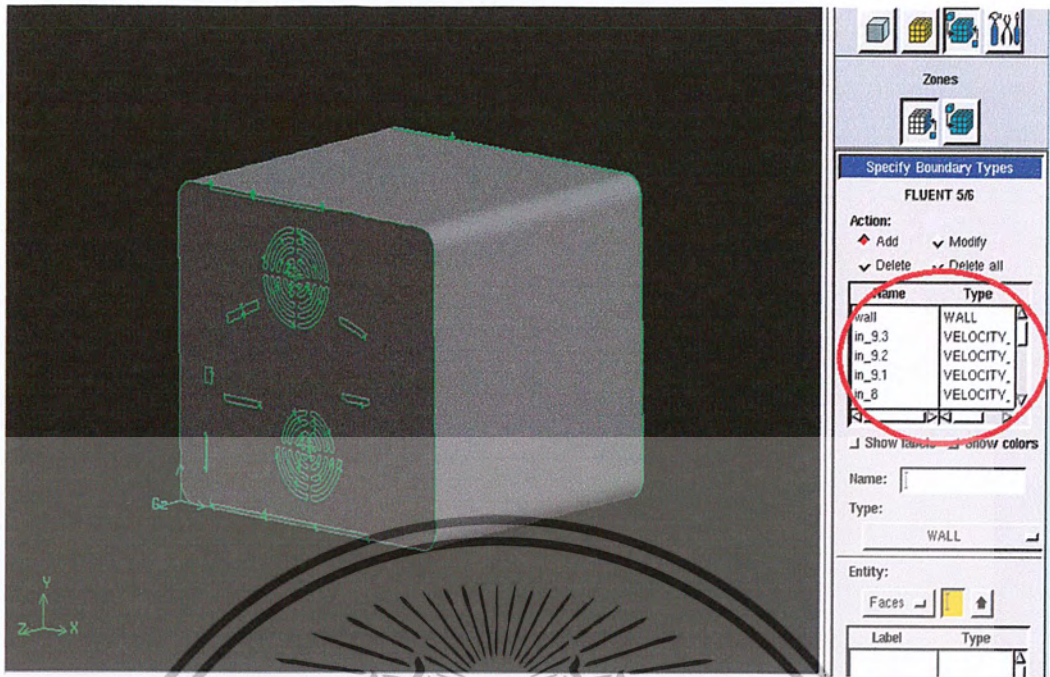 Zones
Specify Boundary Types
FLUENT 5/6
Action:
Add Modify
Delete Delete all
Name Type
wall WALL
in_9.3 VELOCITY_
in_9.2 VELOCITY_
in_9.1 VELOCITY_
in_8 VELOCITY_
Show labels Show colors
Name:
Type:
WALL
Entity:
Faces
Label Type
Gz
Y
Z X